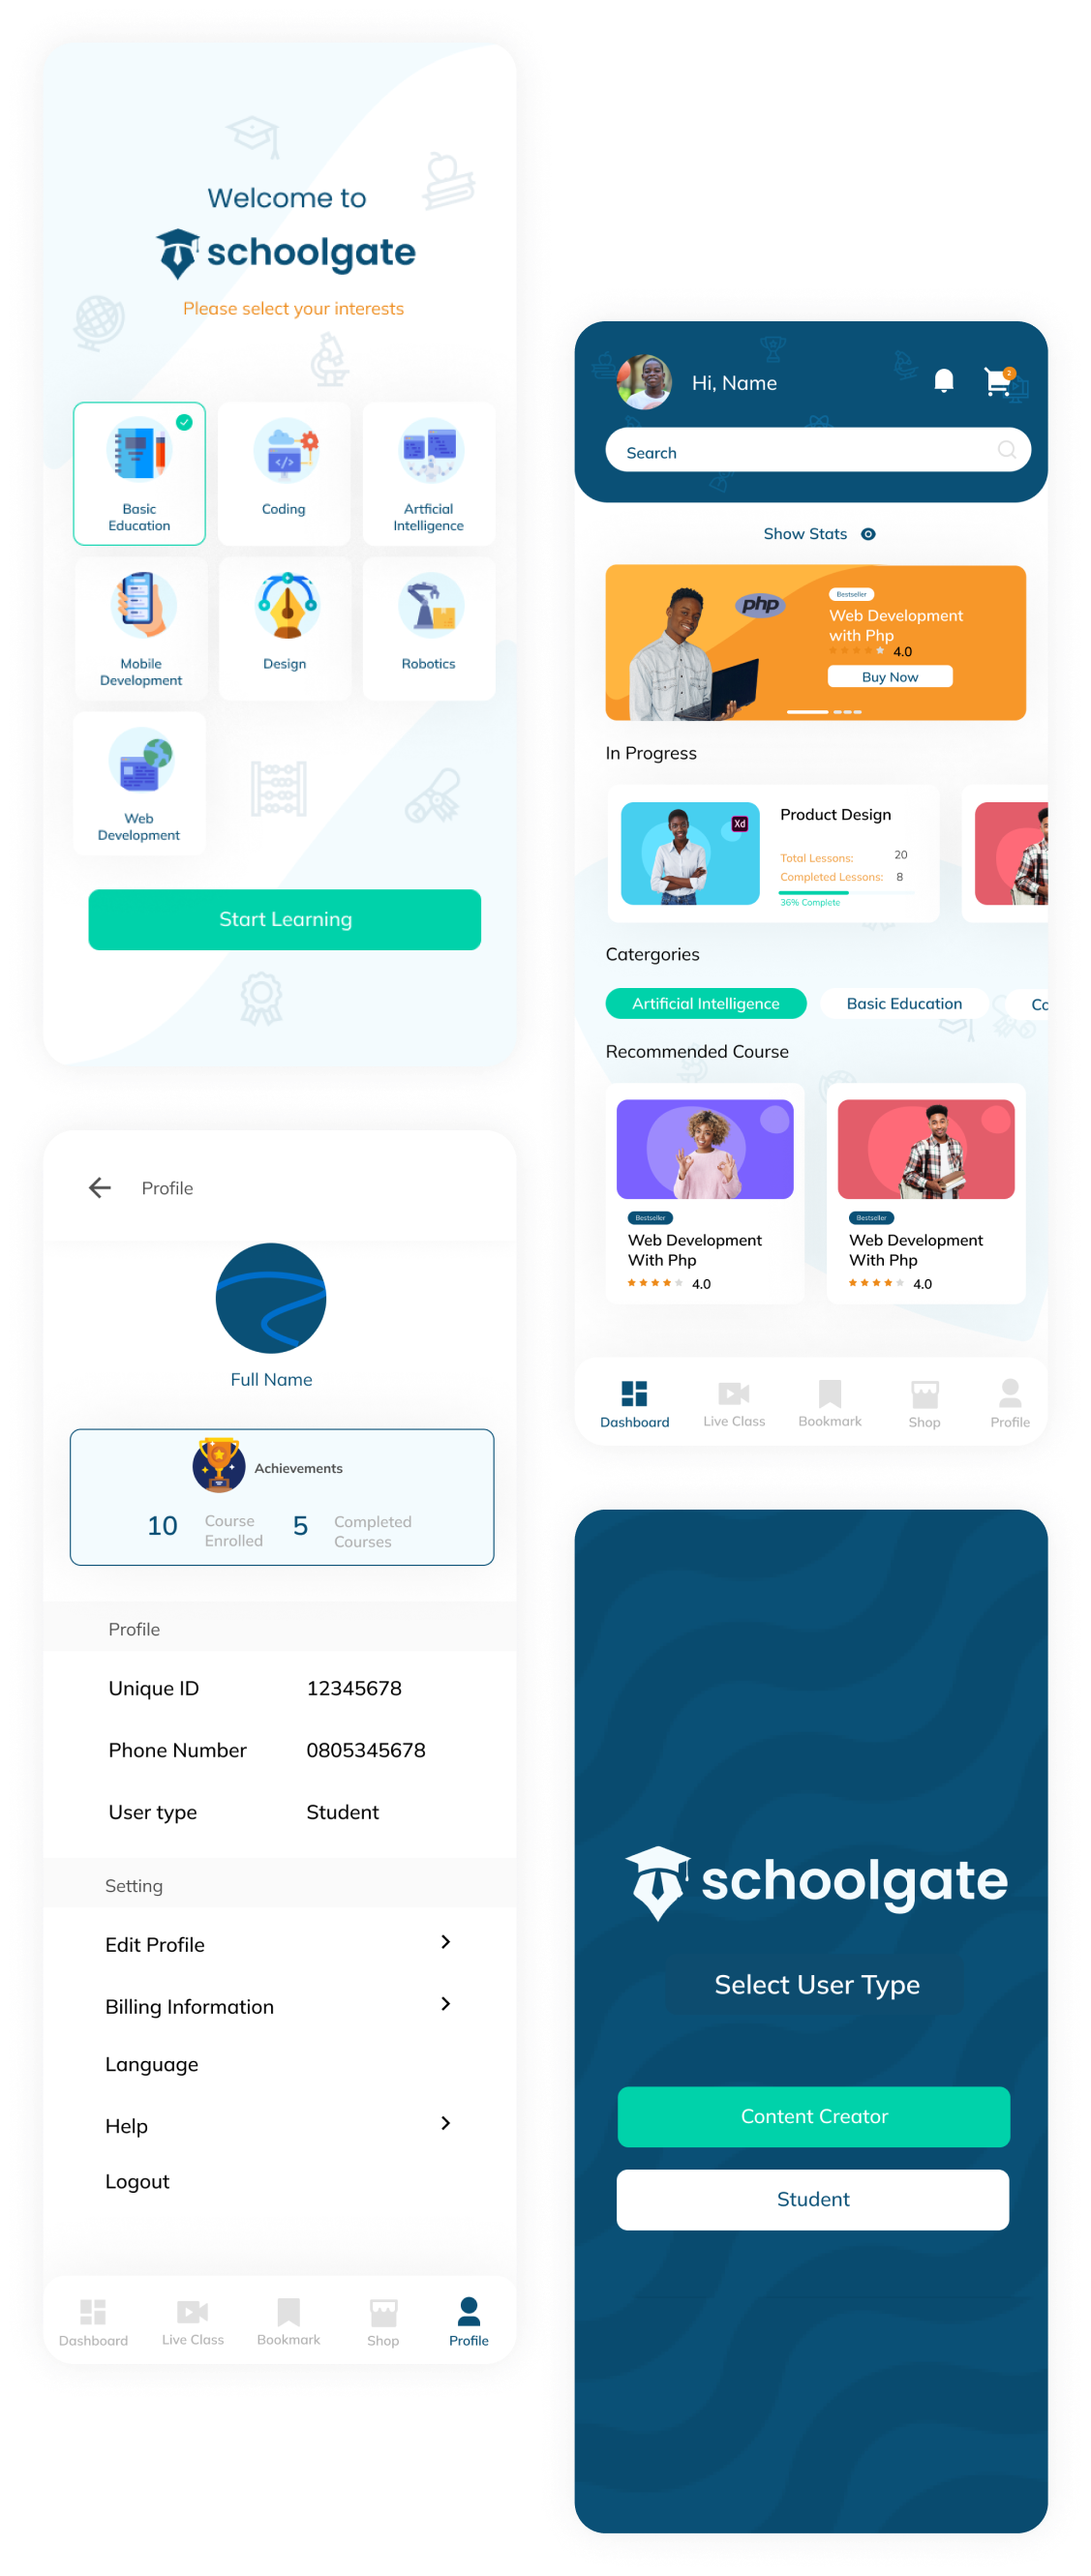 Welcome to
schoolgate
Please select your interests
Basic
Education
Coding
Artficial
Intelligence
Mobile
Development
Design
Robotics
Web
Development
Start Learning
Hi, Name
2
Search
Show Stats
php
Bestseller
Web Development
with Php
4.0
Buy Now
In Progress
Xd
Product Design
Total Lessons: 20
Completed Lessons: 8
36% Complete
Catergories
Artificial Intelligence
Basic Education
Co
Recommended Course
Bestseller
Web Development
With Php
4.0
Bestseller
Web Development
With Php
4.0
Dashboard
Live Class
Bookmark
Shop
Profile
Profile
Full Name
Achievements
10 Course
Enrolled
5 Completed
Courses
Profile
Unique ID 12345678
Phone Number 0805345678
User type Student
Setting
Edit Profile
Billing Information
Language
Help
Logout
Dashboard
Live Class
Bookmark
Shop
Profile
schoolgate
Select User Type
Content Creator
Student